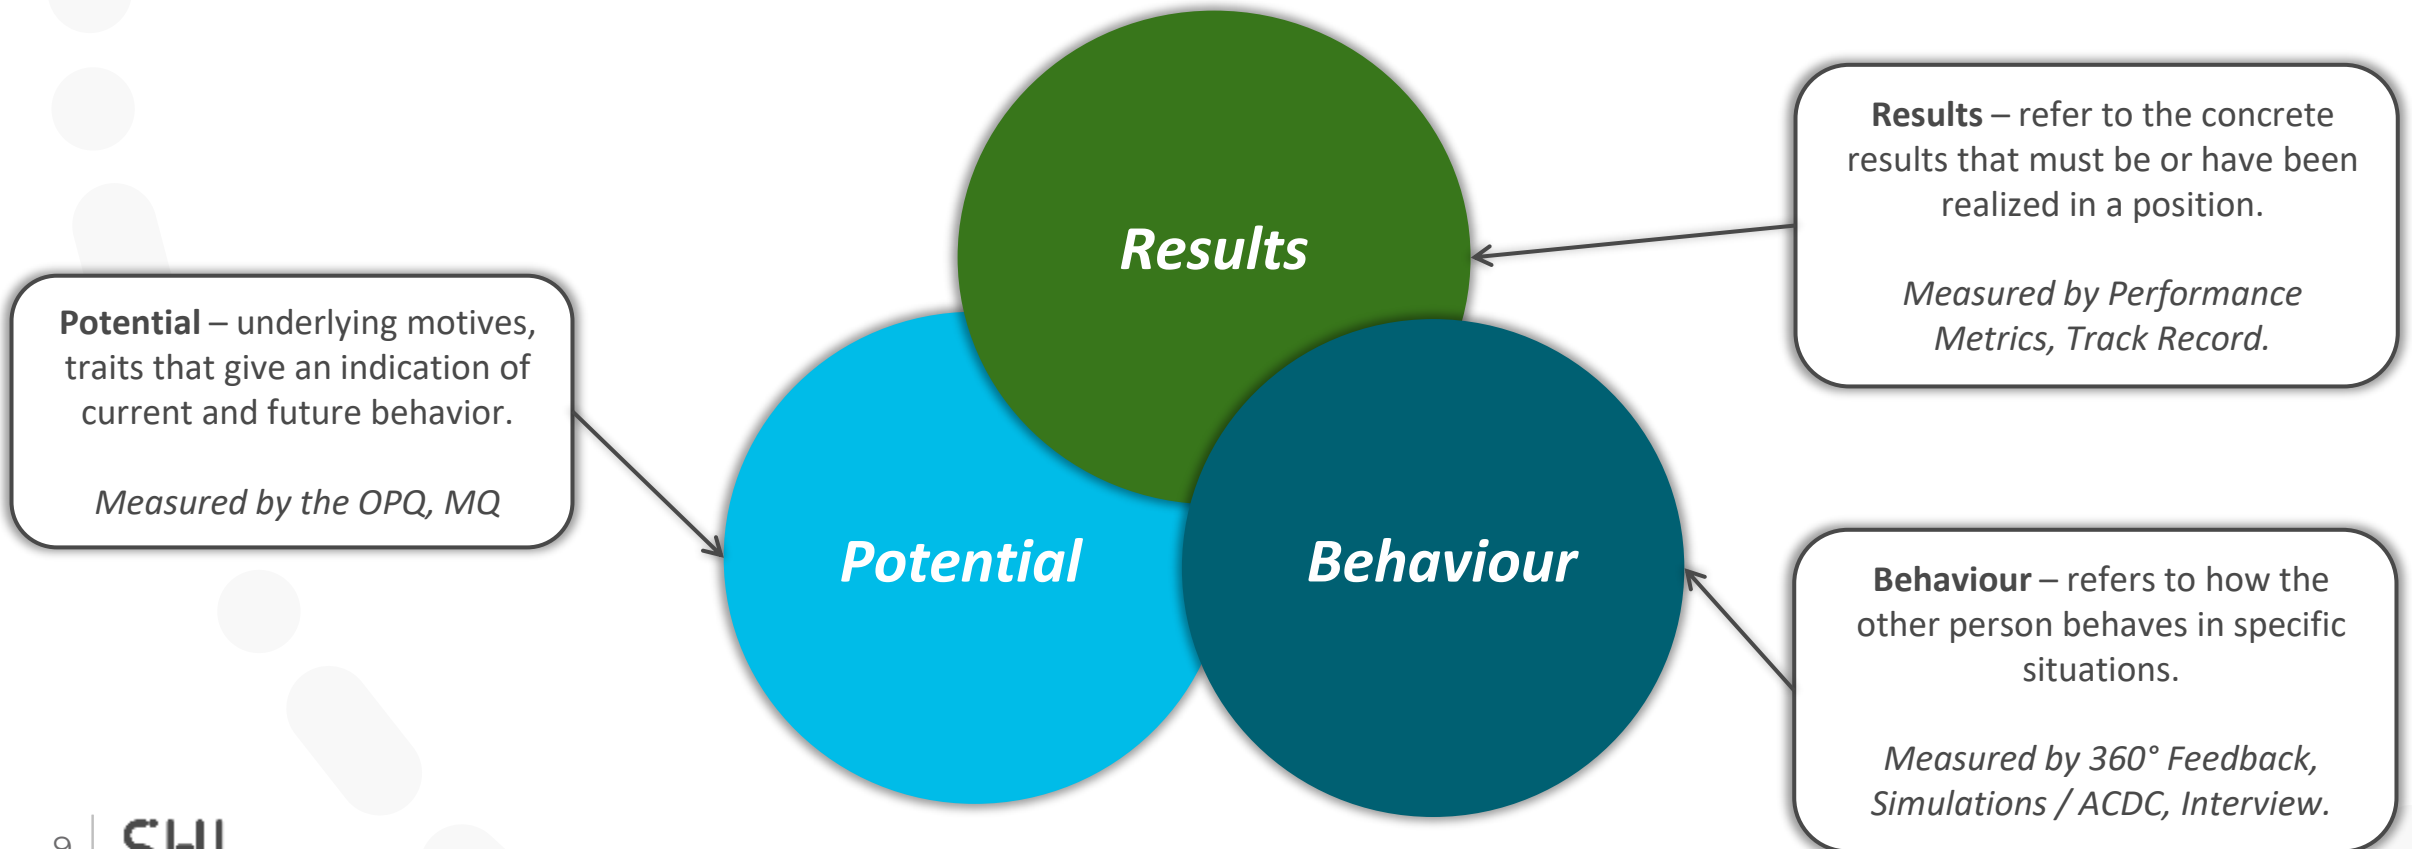 Results
Potential
Behaviour
Potential – underlying motives,
traits that give an indication of
current and future behavior.
Measured by the OPQ, MQ
Results – refer to the concrete
results that must be or have been
realized in a position.
Measured by Performance
Metrics, Track Record.
Behaviour – refers to how the
other person behaves in specific
situations.
Measured by 360° Feedback,
Simulations / ACDC, Interview.
9
SHL